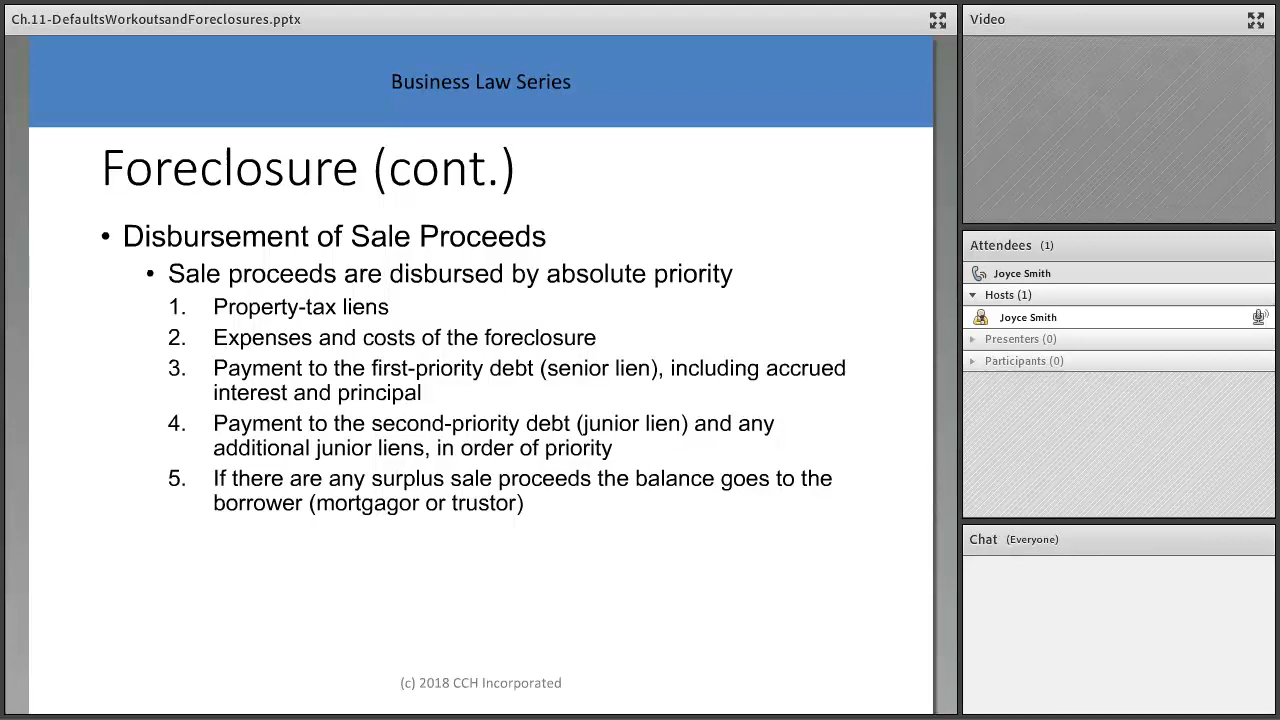 Ch.11-DefaultsWorkoutsandForeclosures.pptx
Business Law Series
Foreclosure (cont.)
• Disbursement of Sale Proceeds
• Sale proceeds are disbursed by absolute priority
1. Property-tax liens
2. Expenses and costs of the foreclosure
3. Payment to the first-priority debt (senior lien), including accrued
interest and principal
4. Payment to the second-priority debt (junior lien) and any
additional junior liens, in order of priority
5. If there are any surplus sale proceeds the balance goes to the
borrower (mortgagor or trustor)
(c) 2018 CCH Incorporated
Video
Attendees (1)
Joyce Smith
Hosts (1)
Joyce Smith
Presenters (0)
Participants (0)
Chat (Everyone)